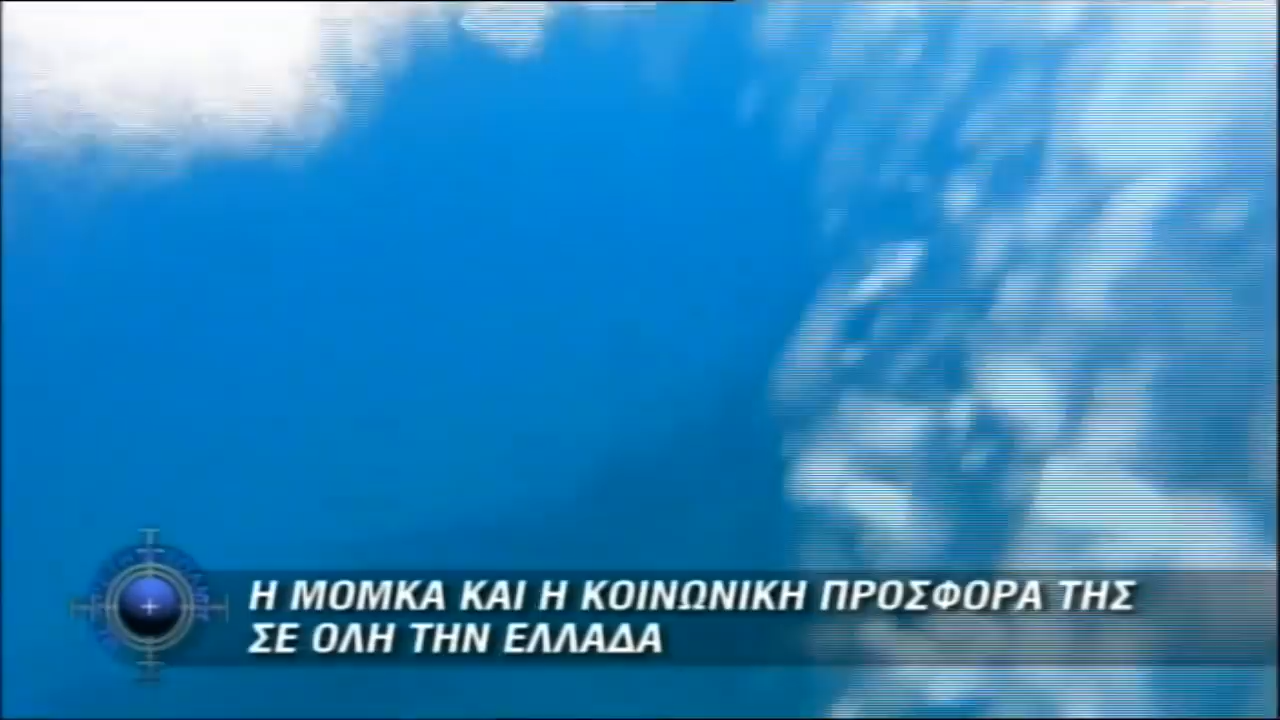 Η ΜΟΜΚΑ ΚΑΙ Η ΚΟΙΝΩΝΙΚΗ ΠΡΟΣΦΟΡΑ ΤΗΣ
ΣΕ ΟΛΗ ΤΗΝ ΕΛΛΑΔΑ